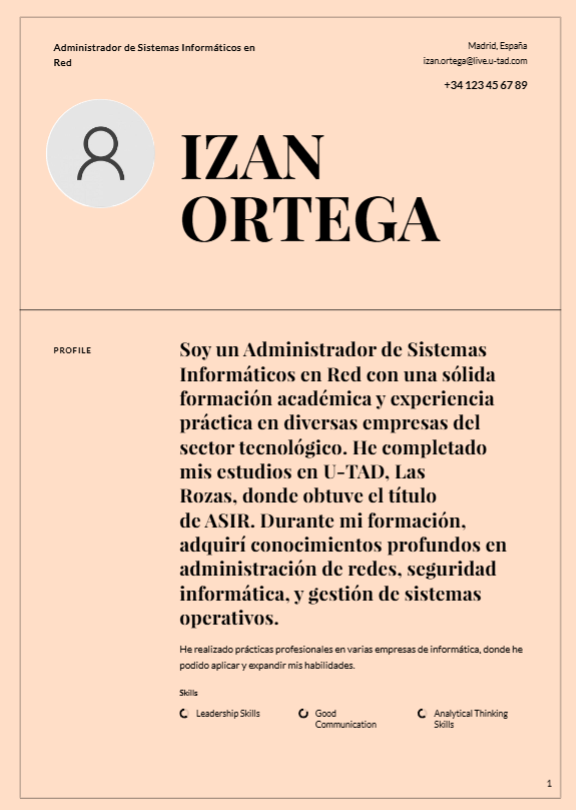 Administrador de Sistemas Informáticos en
Red
Madrid, España
izan.ortega@live.u-tad.com
+34 123 45 67 89
IZAN
ORTEGA
PROFILE
Soy un Administrador de Sistemas
Informáticos en Red con una sólida
formación académica y experiencia
práctica en diversas empresas del
sector tecnológico. He completado
mis estudios en U-TAD, Las
Rozas, donde obtuve el título
de ASIR. Durante mi formación,
adquirí conocimientos profundos en
administración de redes, seguridad
informática, y gestión de sistemas
operativos.
He realizado prácticas profesionales en varias empresas de informática, donde he
podido aplicar y expandir mis habilidades.
Skills
Leadership Skills
Good
Communication
Analytical Thinking
Skills
1